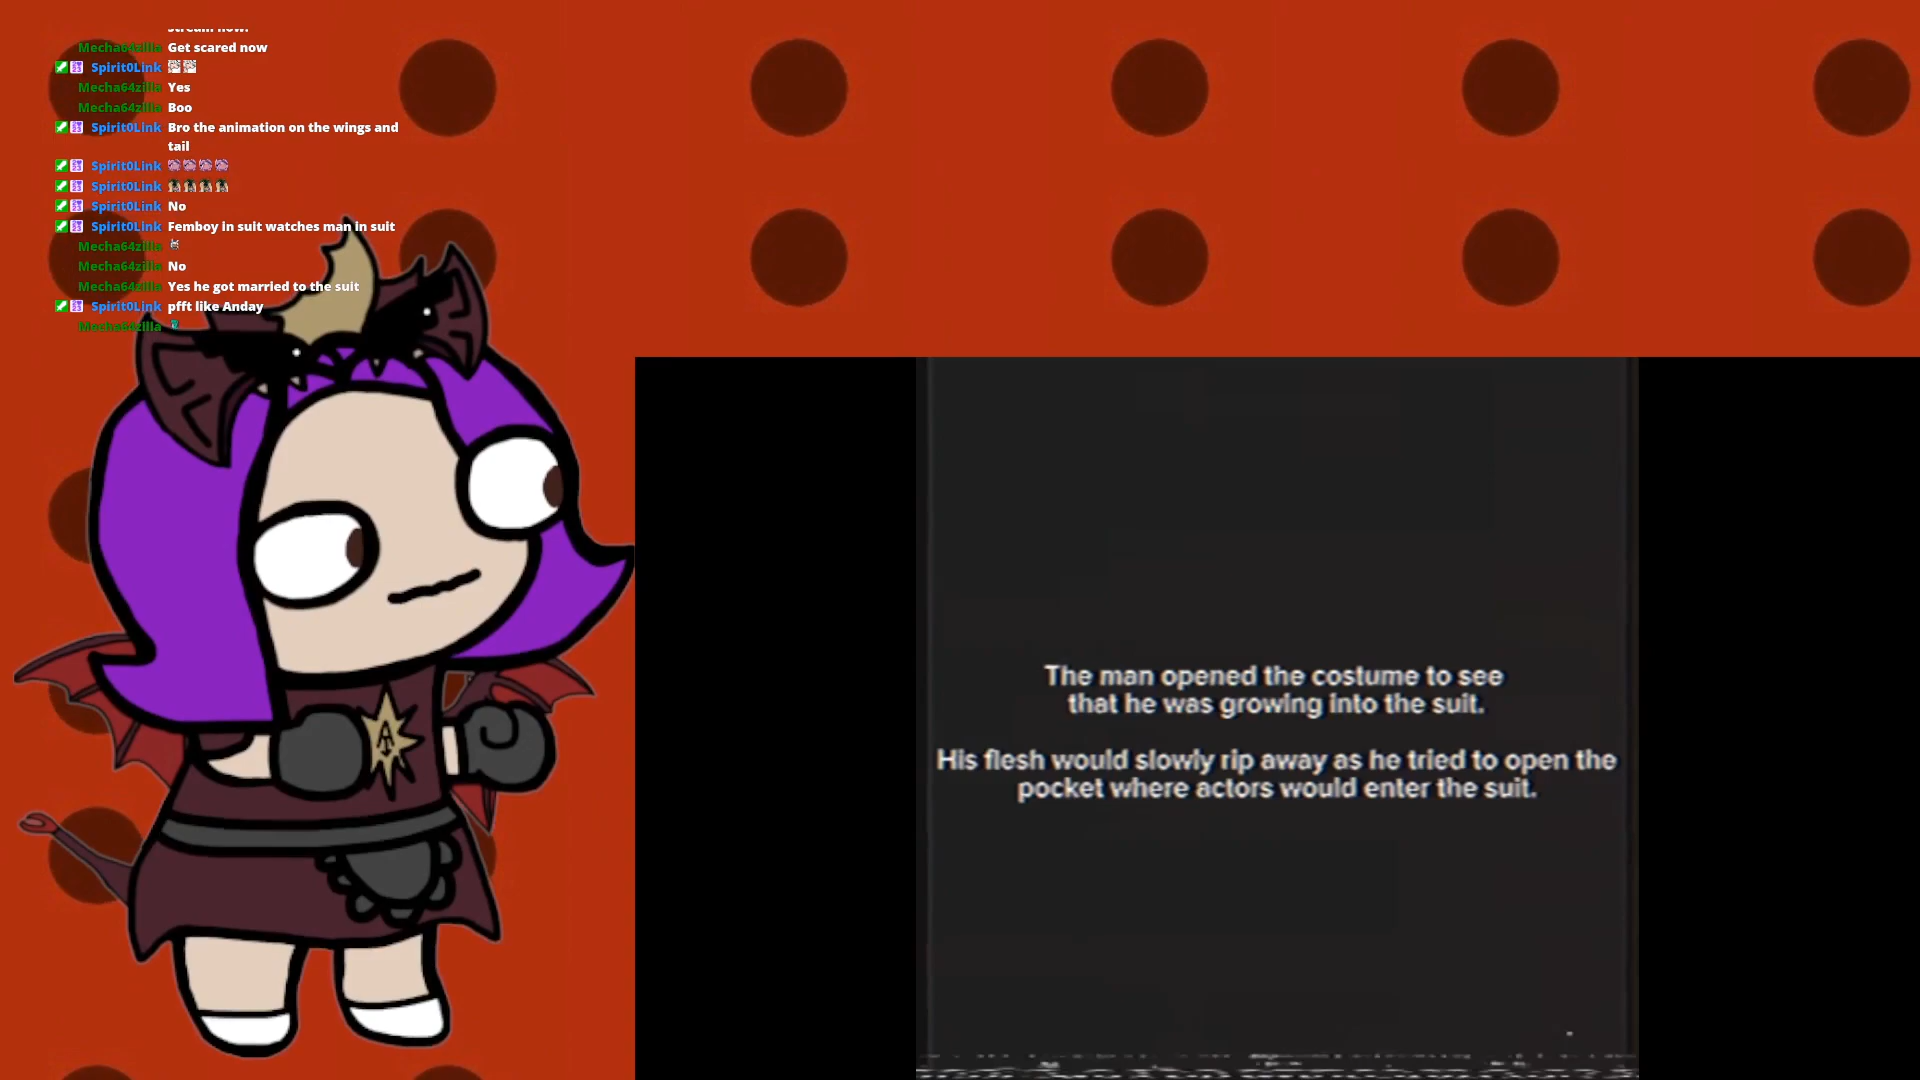 stream now!
Mecha64zilla Get scared now
Spirit0Link
Mecha64zilla Yes
Mecha64zilla Boo
Spirit0Link Bro the animation on the wings and
tail
Spirit0Link
Spirit0Link
Spirit0Link No
Spirit0Link Femboy in suit watches man in suit
Mecha64zilla
Mecha64zilla No
Mecha64zilla Yes he got married to the suit
Spirit0Link pfft like Anday
Mecha64zilla
The man opened the costume to see
that he was growing into the suit.
His flesh would slowly rip away as he tried to open the
pocket where actors would enter the suit.